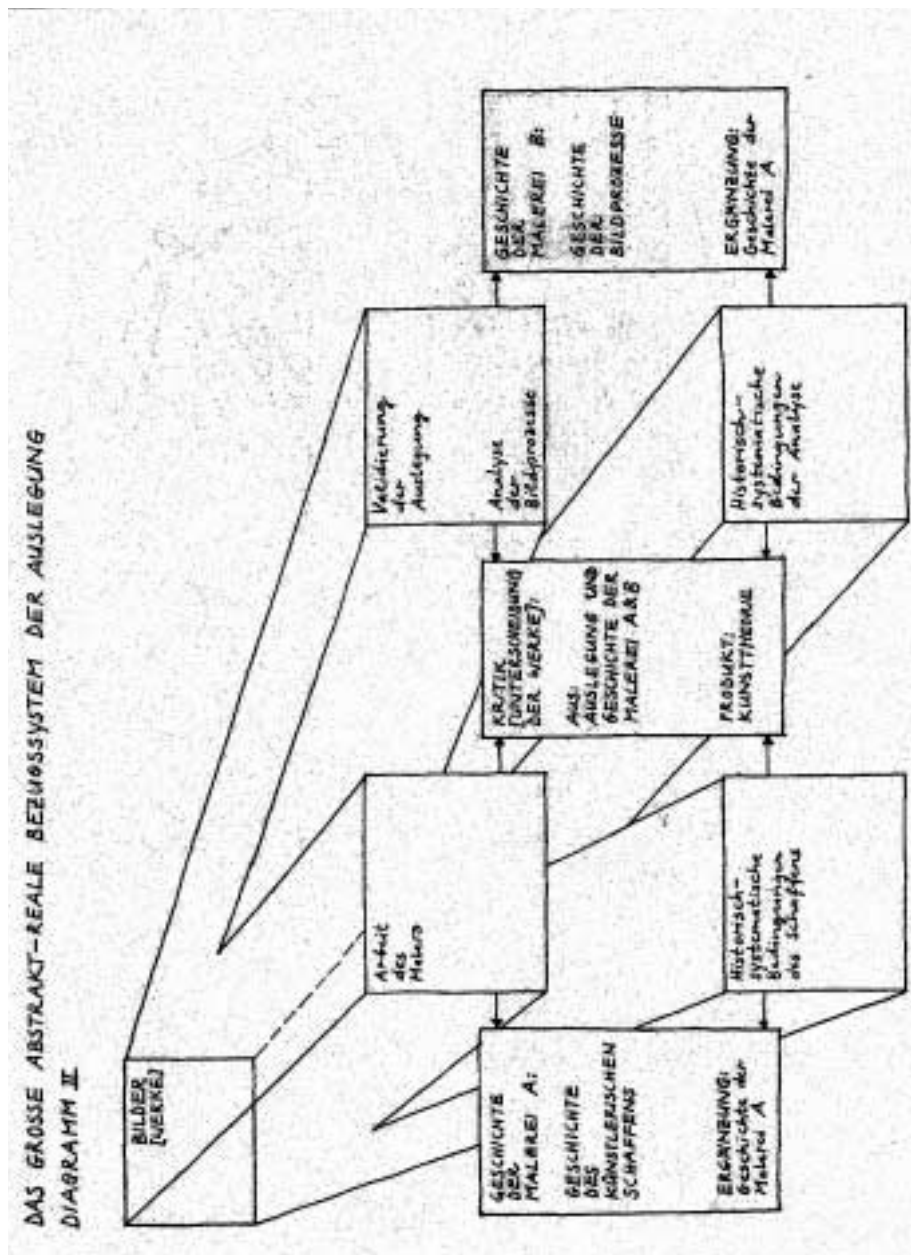 DAS GROSSE ABSTRAKT-REALE BEZUGSSYSTEM DER AUSLEGUNG
DIAGRAMM II
BILDER
[WERKE]
Arbeit
des
Malers
Validierung
der
Auslegung
Analyse
der
Bildprozesse
GESCHICHTE
DER
MALEREI A:
GESCHICHTE
DES
KÜNSTLERISCHEN
SCHAFFENS
ERGÄNZUNG:
Geschichte der
Malerei A
KRITIK
[UNTERSCHEIDUNG
DER WERKE]:
AUS:
AUSLEGUNG UND
GESCHICHTE DER
MALEREI A&B
PRODUKT:
KUNSTTHEORIE
GESCHICHTE
DER
MALEREI B:
GESCHICHTE
DER
BILDPROZESSE
ERGÄNZUNG:
Geschichte der
Malerei A
Historisch-
systematische
Bedingungen
des Schaffens
Historisch-
systematische
Bedingungen
der Analyse